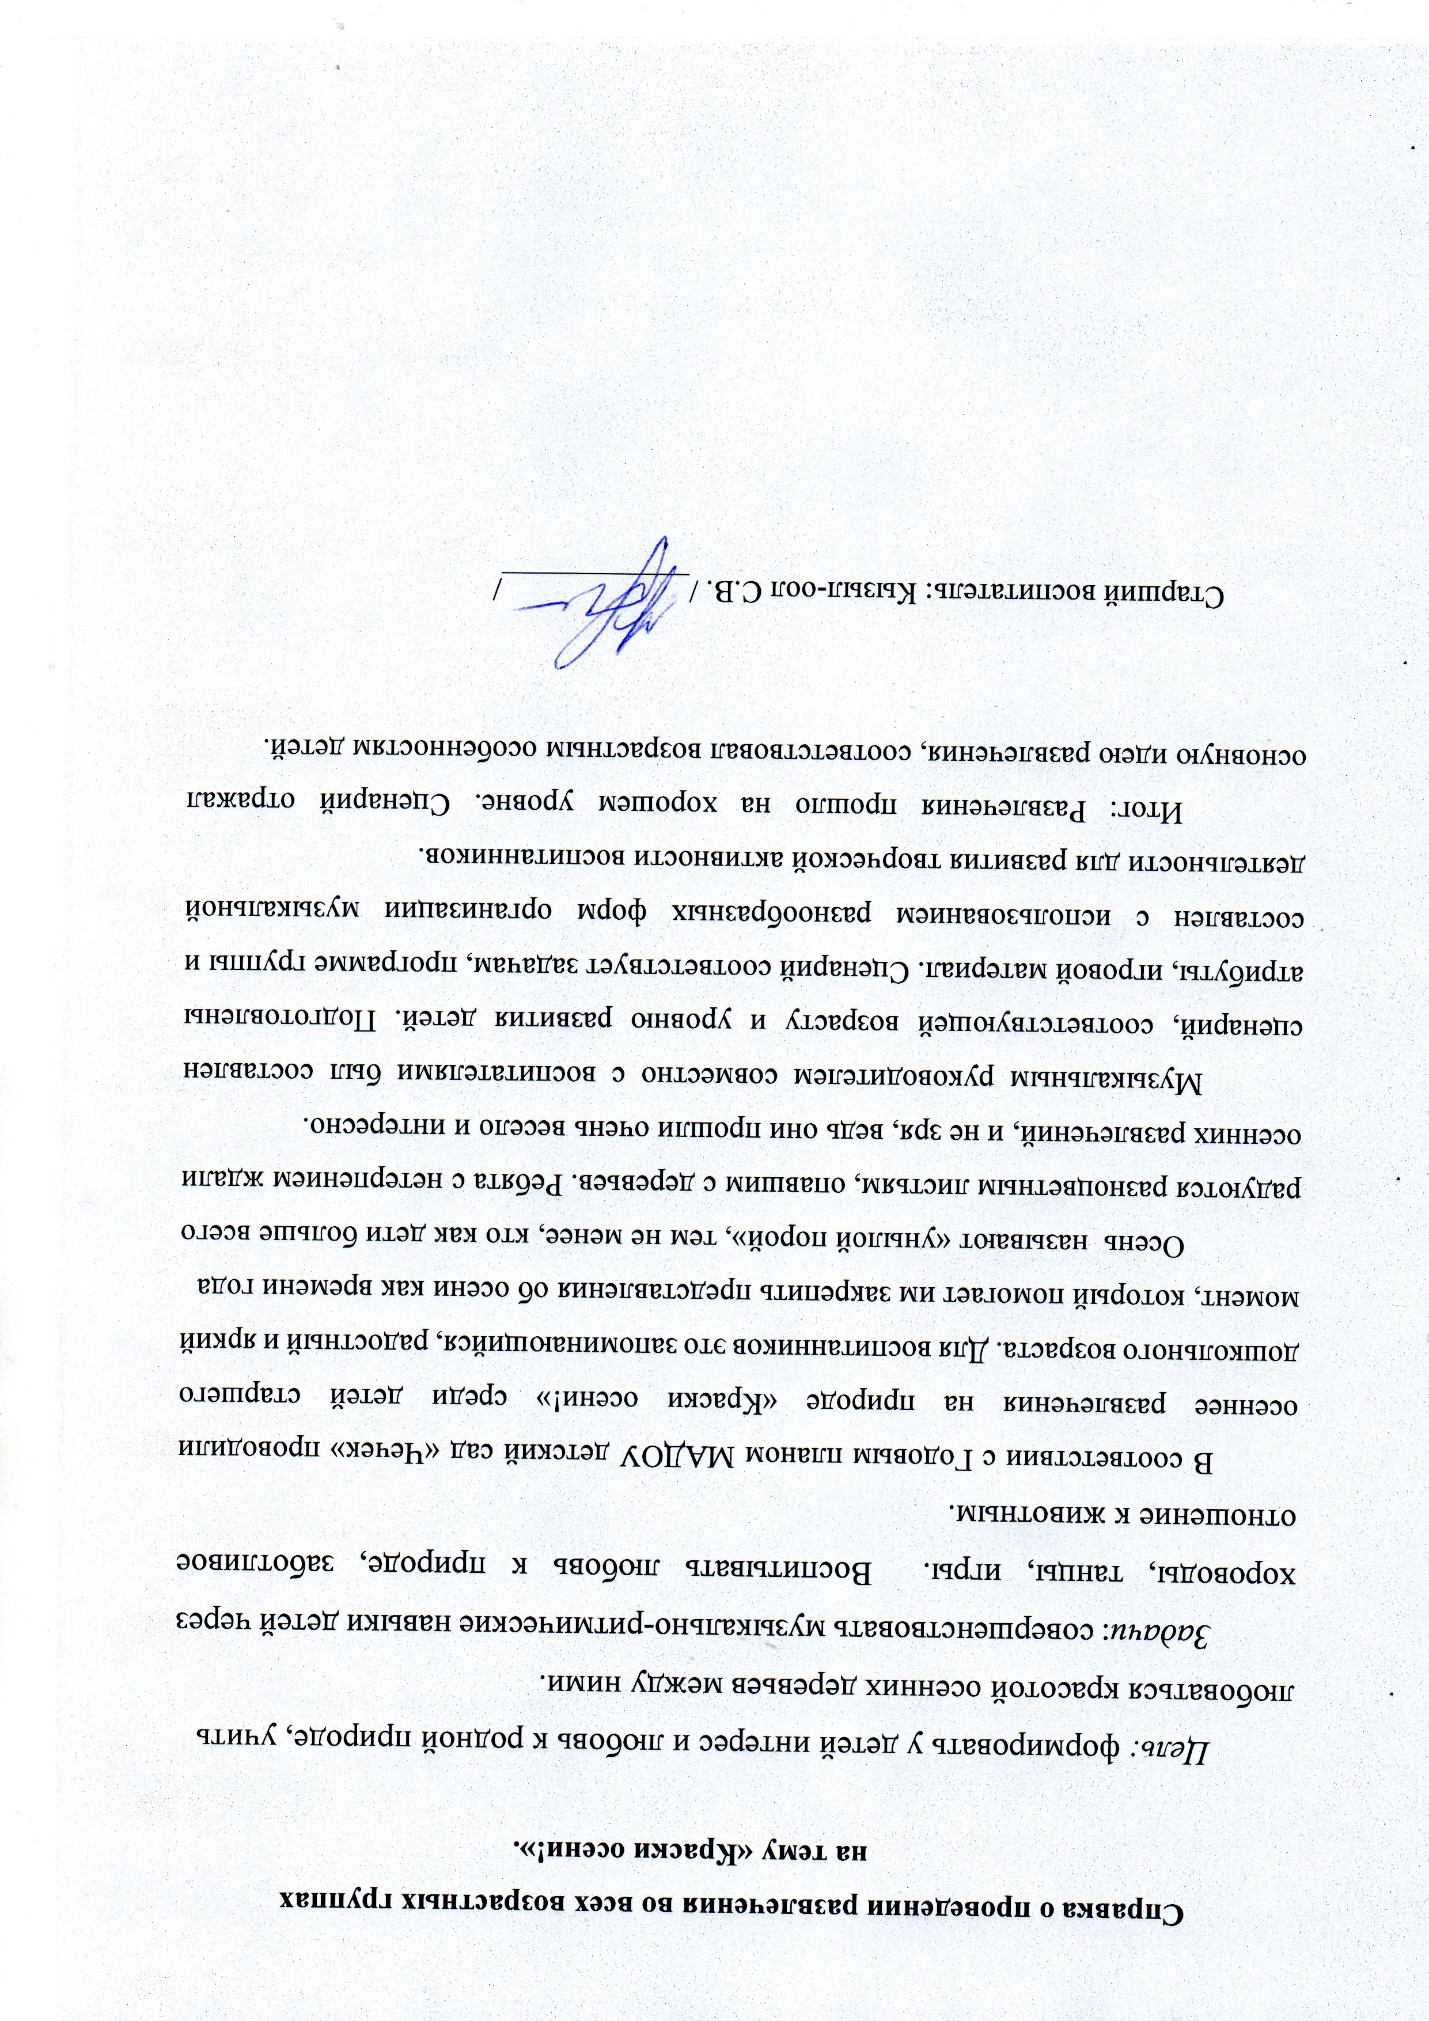 Справка о проведении развлечения во всех возрастных группах
на тему «Краски осени!».
Цель: формировать у детей интерес и любовь к родной природе, учить
любоваться красотой осенних деревьев между ними.
Задачи: совершенствовать музыкально-ритмические навыки детей через
хороводы, танцы, игры. Воспитывать любовь к природе, заботливое
отношение к животным.
В соответствии с Годовым планом МАДОУ детский сад «Чечек» проводили
осеннее развлечения на природе «Краски осени!» среди детей старшего
дошкольного возраста. Для воспитанников это запоминающийся, радостный и яркий
момент, который помогает им закрепить представления об осени как времени года
Осень называют «унылой порой», тем не менее, кто как дети больше всего
радуются разноцветным листьям, опавшим с деревьев. Ребята с нетерпением ждали
осенних развлечений, и не зря, ведь они прошли очень весело и интересно.
Музыкальным руководителем совместно с воспитателями был составлен
сценарий, соответствующей возрасту и уровню развития детей. Подготовлены
атрибуты, игровой материал. Сценарий соответствует задачам, программе группы и
составлен с использованием разнообразных форм организации музыкальной
деятельности для развития творческой активности воспитанников.
Итог: Развлечения прошло на хорошем уровне. Сценарий отражал
основную идею развлечения, соответствовал возрастным особенностям детей.
Старший воспитатель: Кызыл-оол С.В. /____________/